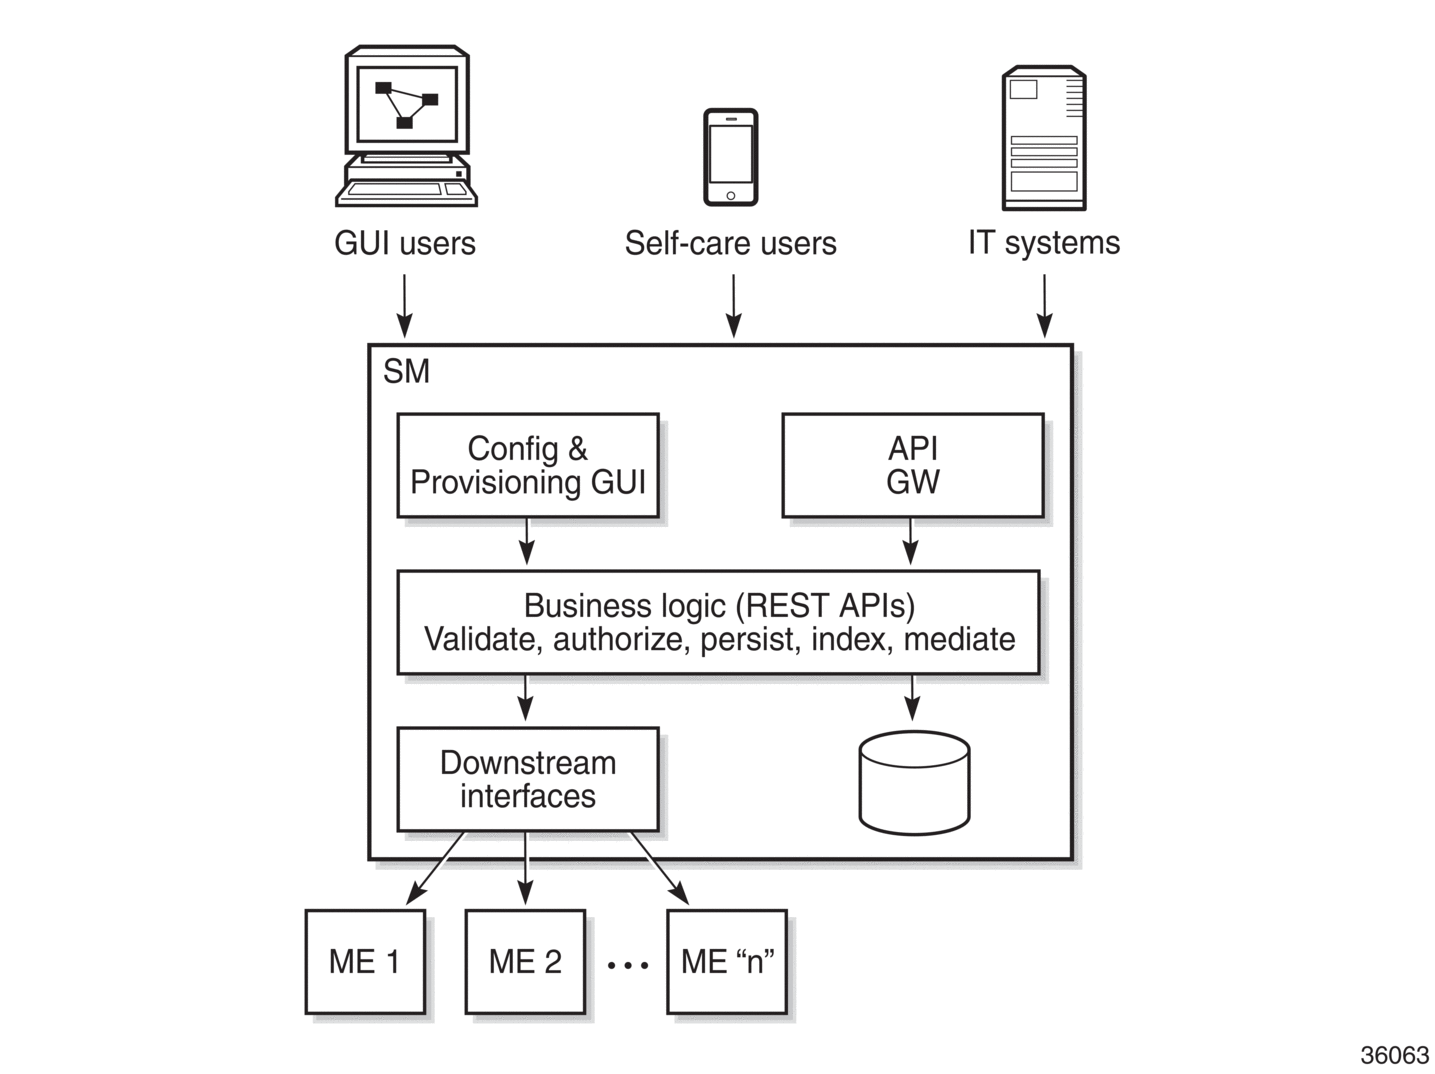 GUI users
Self-care users
IT systems
SM
Config &
Provisioning GUI
API
GW
Business logic (REST APIs)
Validate, authorize, persist, index, mediate
Downstream
interfaces
ME 1
ME 2
•••
ME “n”
36063